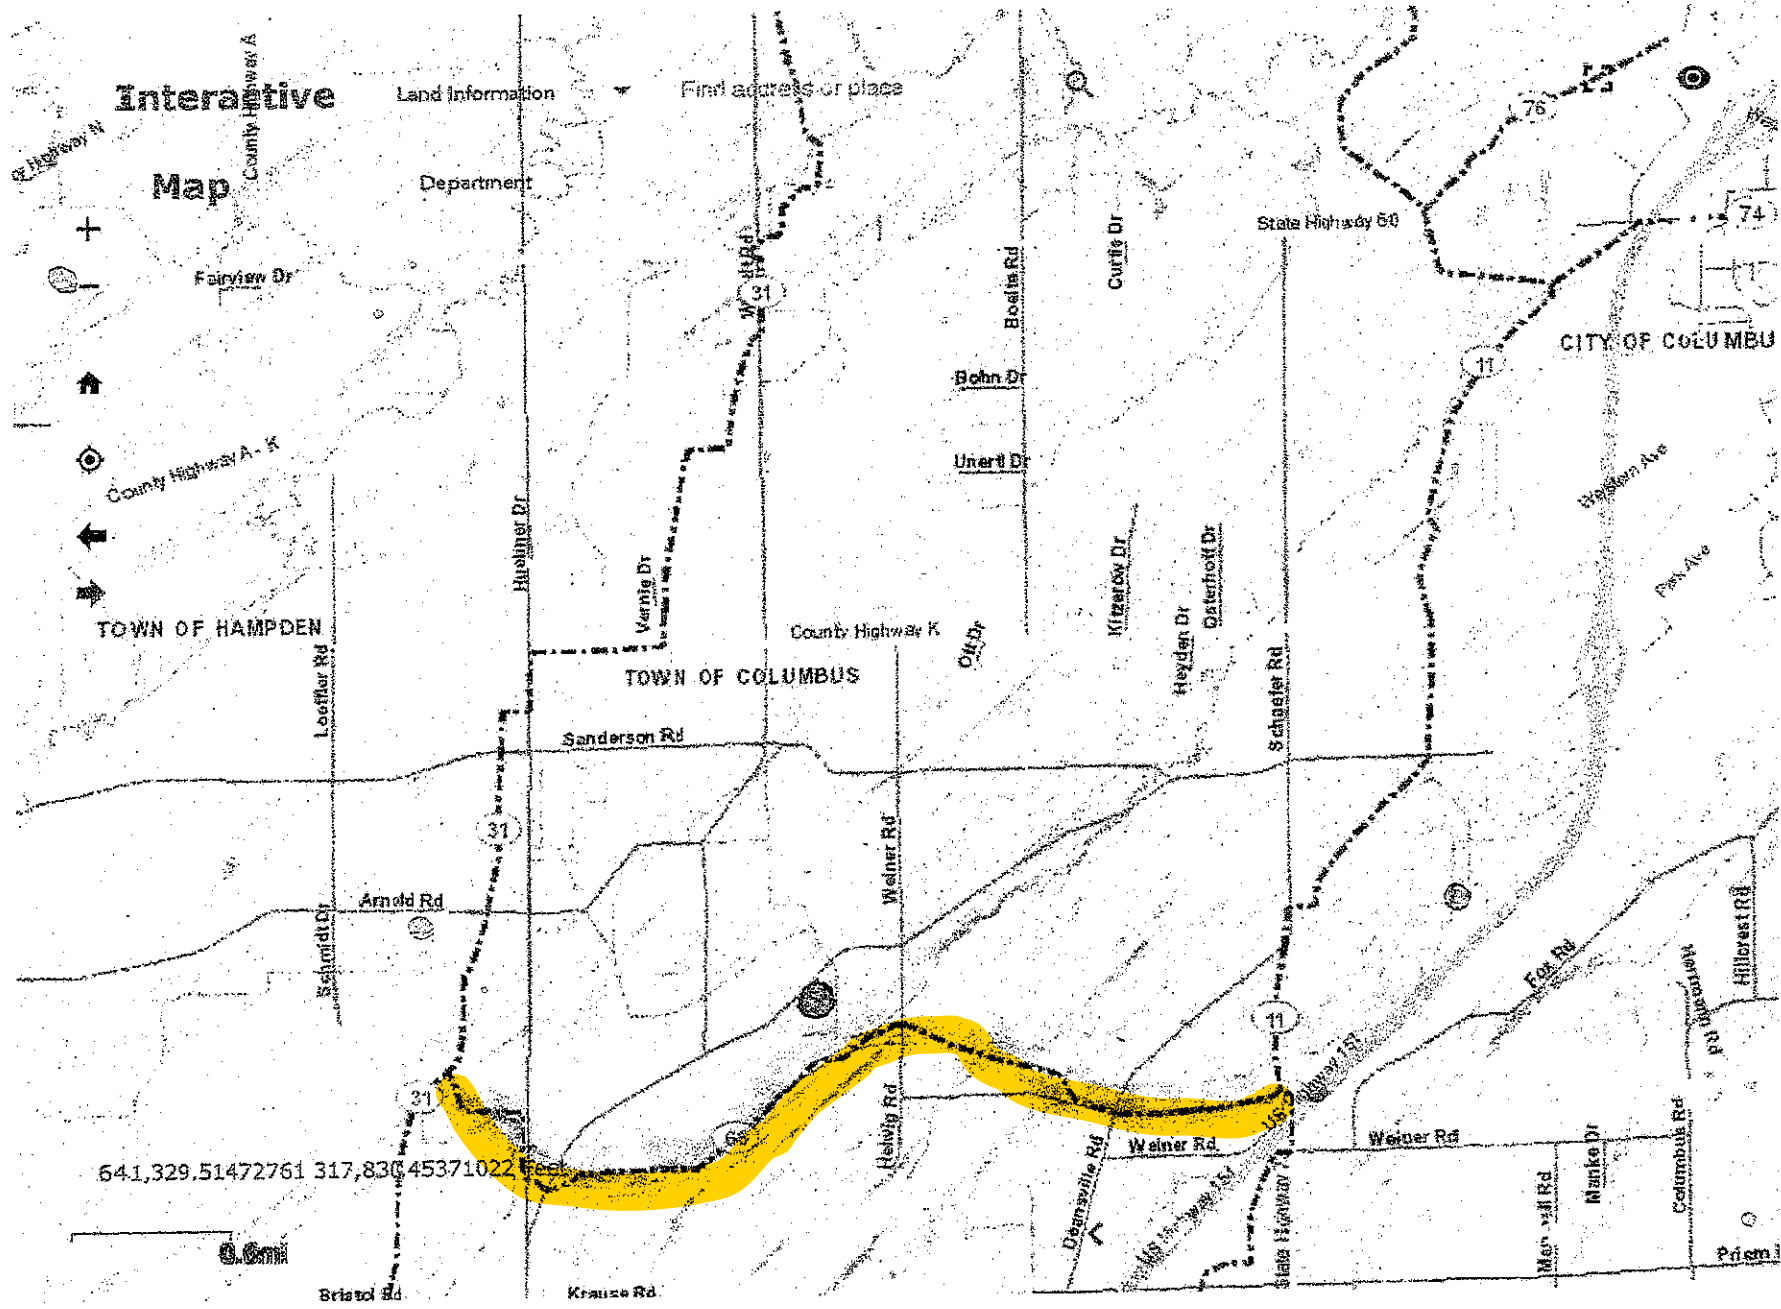 Interactive
Map
Land Information
Department
Find address or place
County Highway A
Highway N
76
74
State Highway 60
Curtis Dr
Boelte Rd
Fairview Dr
31
CITY OF COLUMBU
11
Bohn Dr
Unertl Dr
County Highway A - K
Western Ave
Park Ave
Huebner Dr
Vernie Dr
Kitzerow Dr
Osterhoff Dr
Heyden Dr
Ott Dr
County Highway K
TOWN OF HAMPDEN
TOWN OF COLUMBUS
Loeffler Rd
Schaefer Rd
Sanderson Rd
31
Weiner Rd
Arnold Rd
Schmidt Dr
Fox Rd
Hillcrest Rd
11
31
Helwig Rd
Weiner Rd
Weiner Rd
Manke Dr
Columbus Rd
Deansville Rd
641,329.51472761 317,830.45371022 Feet
0.6mi
Bristol Rd
Krause Rd